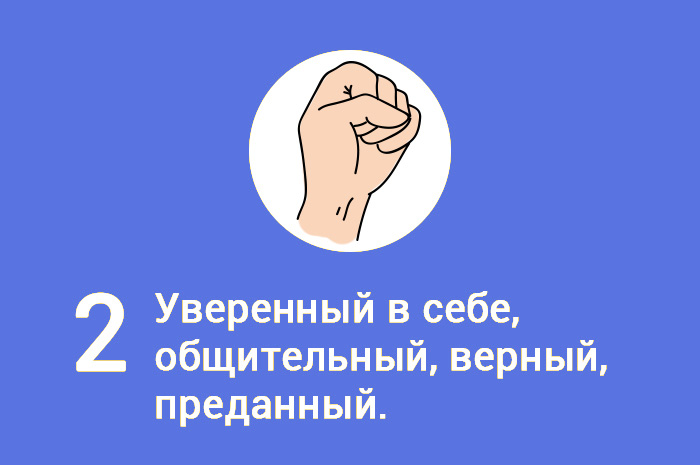 2 Уверенный в себе,
общительный, верный,
преданный.